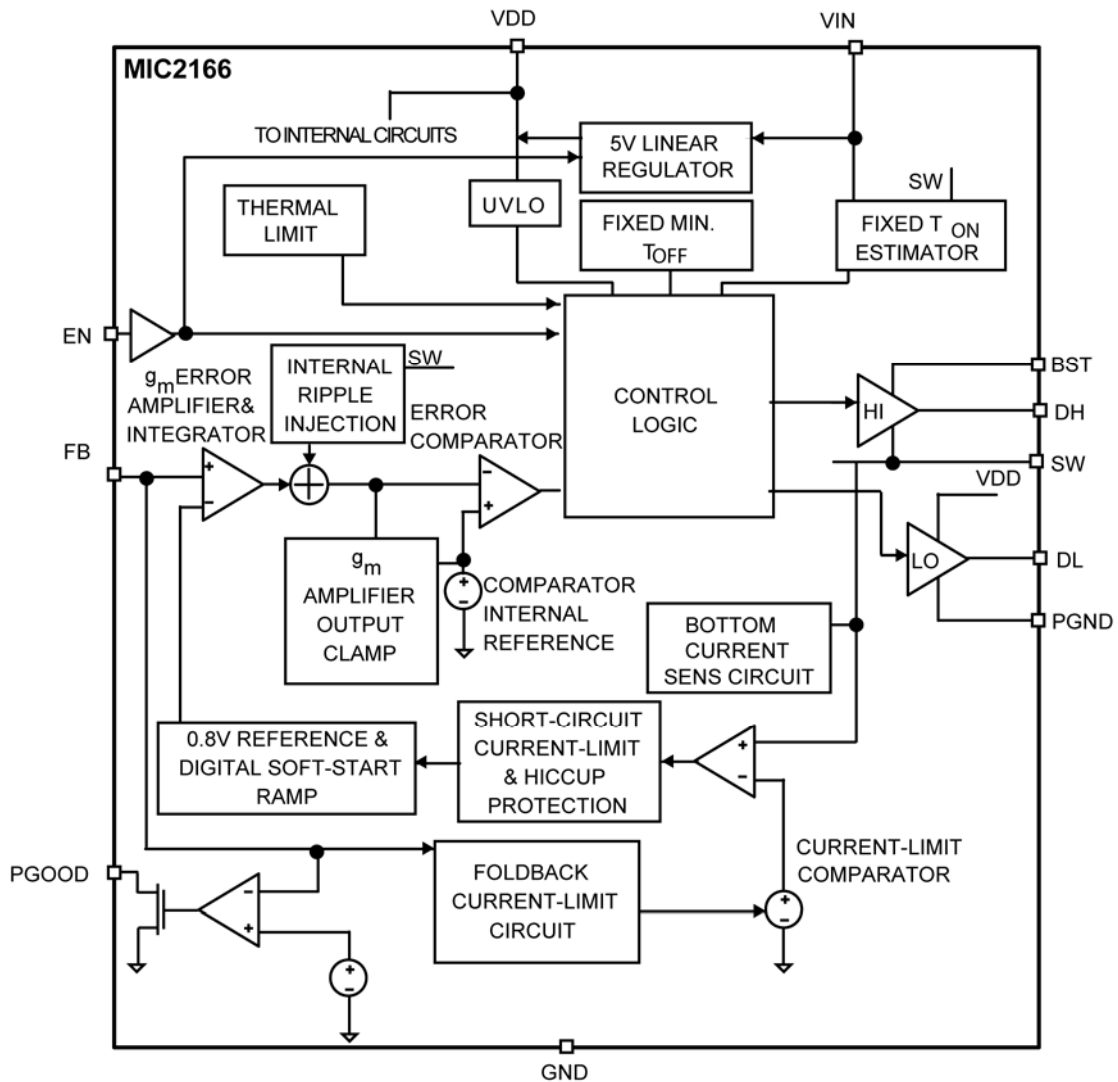 VDD
VIN
MIC2166
TO INTERNAL CIRCUITS
5V LINEAR
REGULATOR
SW
THERMAL
LIMIT
UVLO
FIXED MIN.
TOFF
FIXED T ON
ESTIMATOR
EN
gm ERROR
AMPLIFIER&
INTEGRATOR
INTERNAL
RIPPLE
INJECTION
SW
ERROR
COMPARATOR
CONTROL
LOGIC
HI
BST
DH
SW
FB
+
−
−
+
VDD
LO
DL
PGND
gm
AMPLIFIER
OUTPUT
CLAMP
+
−
COMPARATOR
INTERNAL
REFERENCE
BOTTOM
CURRENT
SENS CIRCUIT
0.8V REFERENCE &
DIGITAL SOFT-START
RAMP
SHORT-CIRCUIT
CURRENT-LIMIT
& HICCUP
PROTECTION
+
−
PGOOD
−
+
+
−
FOLDBACK
CURRENT-LIMIT
CIRCUIT
CURRENT-LIMIT
COMPARATOR
+
−
GND